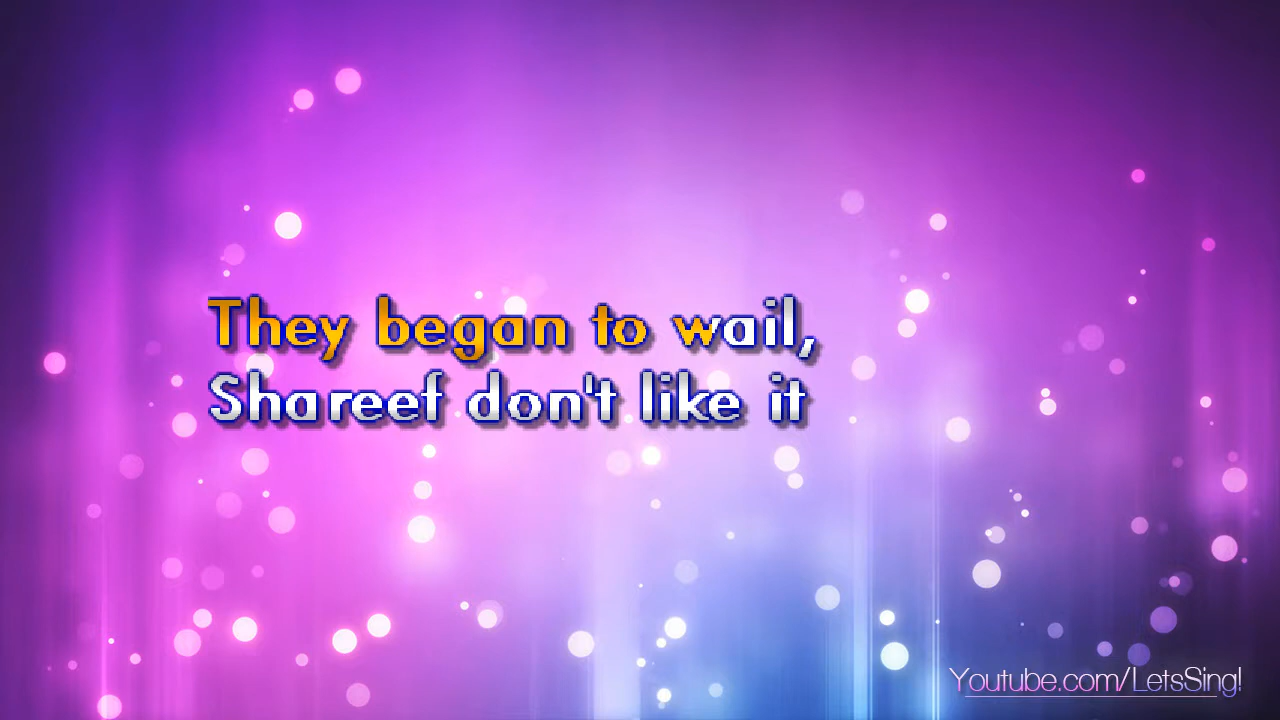 They began to wail,
Shareef don't like it
Youtube.com/LetsSing!